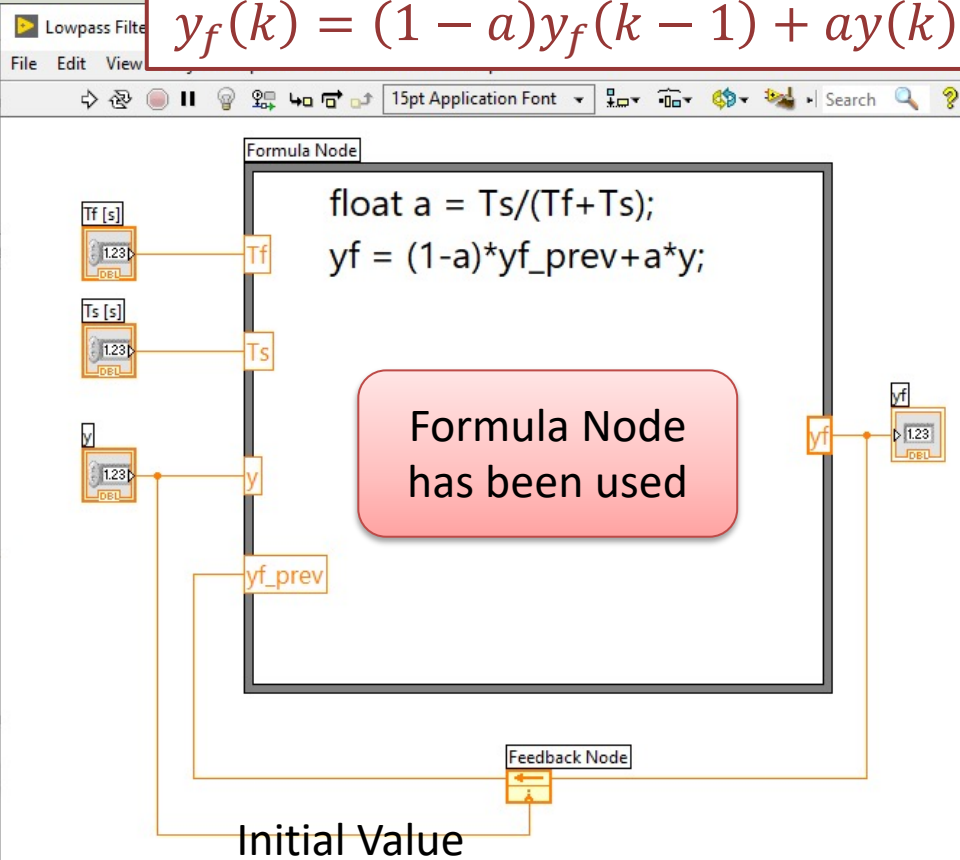 y_f(k) = (1 − a)y_f(k − 1) + ay(k)
Lowpass Filte
File Edit View
15pt Application Font Search
Formula Node
float a = Ts/(Tf+Ts);
yf = (1-a)*yf_prev+a*y;
Tf [s]
1.23
DBL
Tf
Ts [s]
1.23
DBL
Ts
Formula Node
has been used
y
1.23
DBL
y
yf
yf
1.23
DBL
yf_prev
Feedback Node
Initial Value